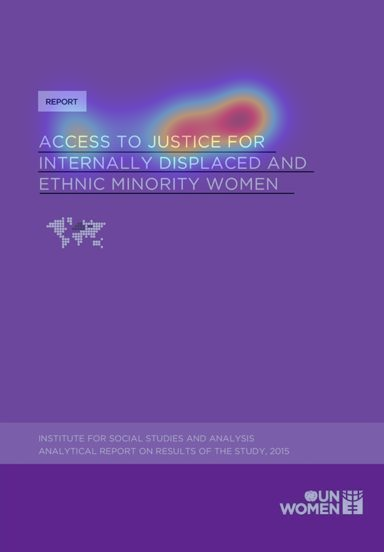 REPORT
ACCESS TO JUSTICE FOR
INTERNALLY DISPLACED AND
ETHNIC MINORITY WOMEN
INSTITUTE FOR SOCIAL STUDIES AND ANALYSIS
ANALYTICAL REPORT ON RESULTS OF THE STUDY, 2015
UN
WOMEN